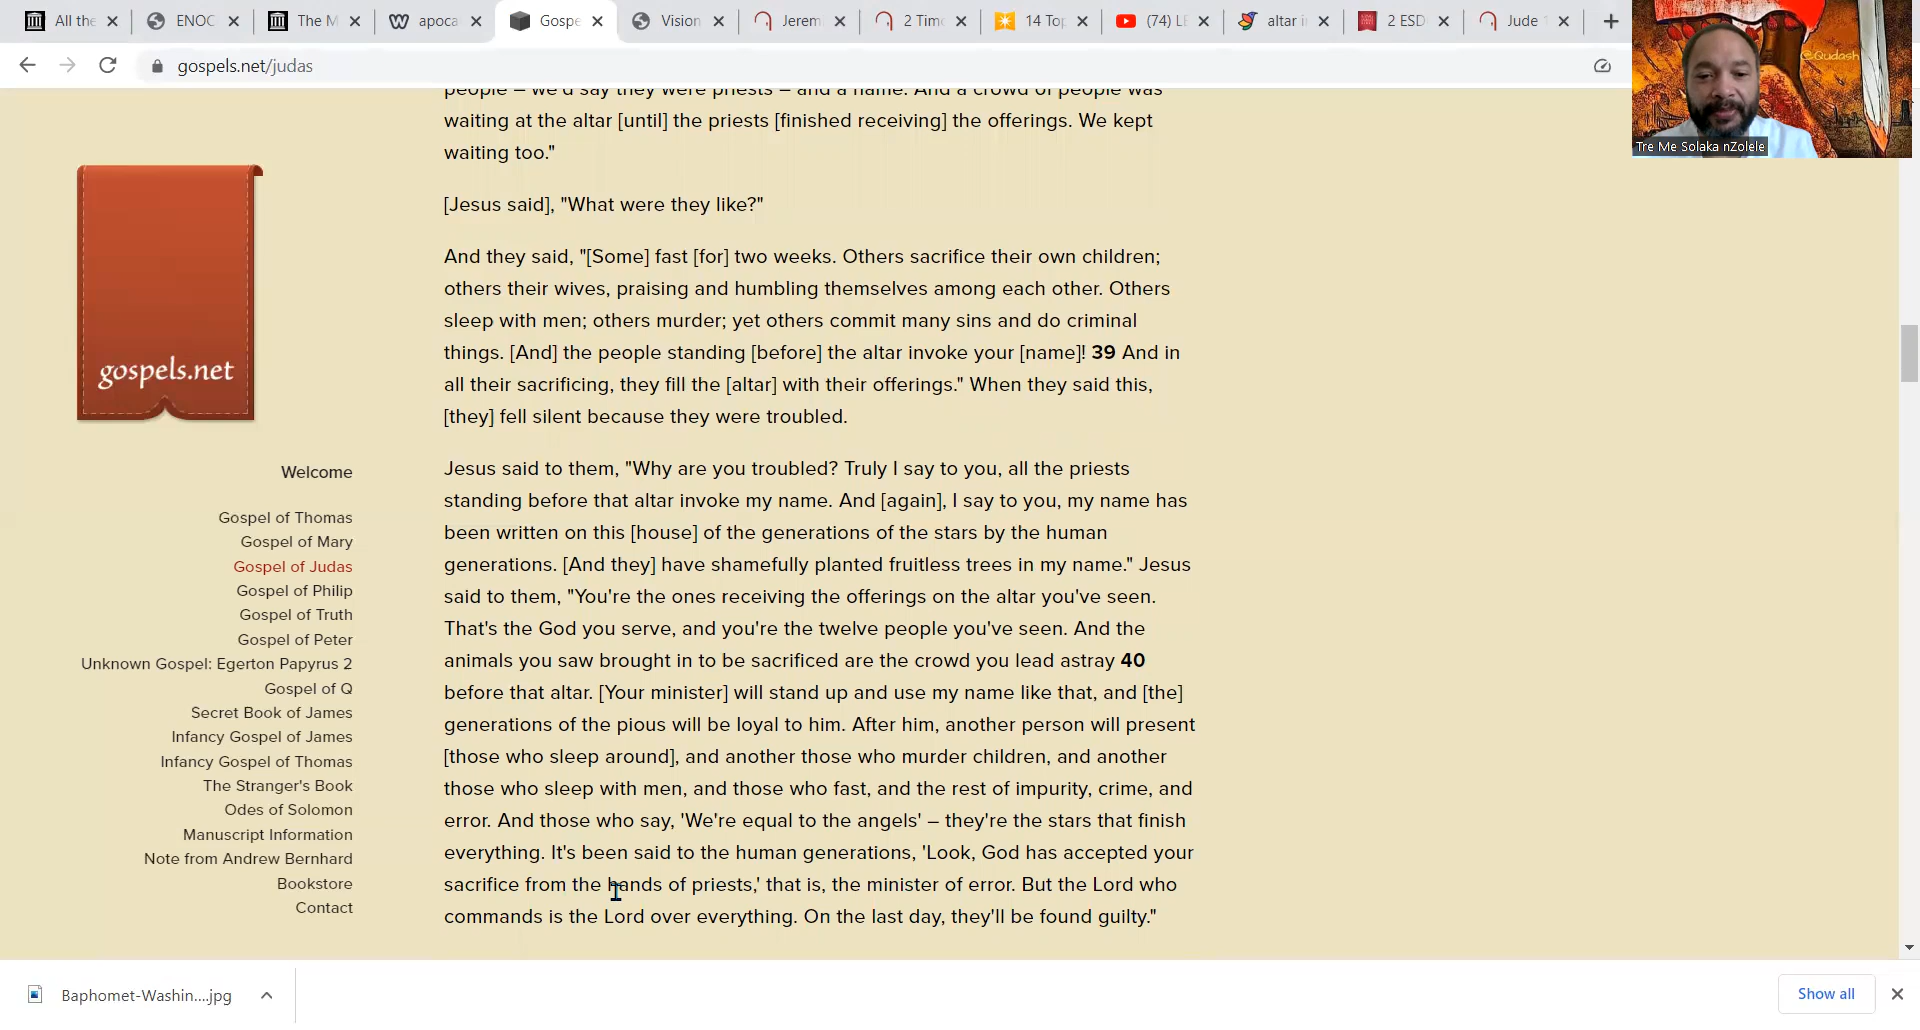 All the
ENOC
The M
apoca
Gospe
Vision
Jerem
2 Time
14 Top
(74) LE
altar i
2 ESD
Jude
gospels.net/judas
@Qudash
Tre Me Solaka nZolele
people – we'd say they were priests – and a name. And a crowd of people was
waiting at the altar [until] the priests [finished receiving] the offerings. We kept
waiting too."
[Jesus said], "What were they like?"
And they said, "[Some] fast [for] two weeks. Others sacrifice their own children;
others their wives, praising and humbling themselves among each other. Others
sleep with men; others murder; yet others commit many sins and do criminal
things. [And] the people standing [before] the altar invoke your [name]! 39 And in
all their sacrificing, they fill the [altar] with their offerings." When they said this,
[they] fell silent because they were troubled.
Jesus said to them, "Why are you troubled? Truly I say to you, all the priests
standing before that altar invoke my name. And [again], I say to you, my name has
been written on this [house] of the generations of the stars by the human
generations. [And they] have shamefully planted fruitless trees in my name." Jesus
said to them, "You're the ones receiving the offerings on the altar you've seen.
That's the God you serve, and you're the twelve people you've seen. And the
animals you saw brought in to be sacrificed are the crowd you lead astray 40
before that altar. [Your minister] will stand up and use my name like that, and [the]
generations of the pious will be loyal to him. After him, another person will present
[those who sleep around], and another those who murder children, and another
those who sleep with men, and those who fast, and the rest of impurity, crime, and
error. And those who say, 'We're equal to the angels' – they're the stars that finish
everything. It's been said to the human generations, 'Look, God has accepted your
sacrifice from the hands of priests,' that is, the minister of error. But the Lord who
commands is the Lord over everything. On the last day, they'll be found guilty."
gospels.net
Welcome
Gospel of Thomas
Gospel of Mary
Gospel of Judas
Gospel of Philip
Gospel of Truth
Gospel of Peter
Unknown Gospel: Egerton Papyrus 2
Gospel of Q
Secret Book of James
Infancy Gospel of James
Infancy Gospel of Thomas
The Stranger's Book
Odes of Solomon
Manuscript Information
Note from Andrew Bernhard
Bookstore
Contact
Baphomet-Washin....jpg
Show all